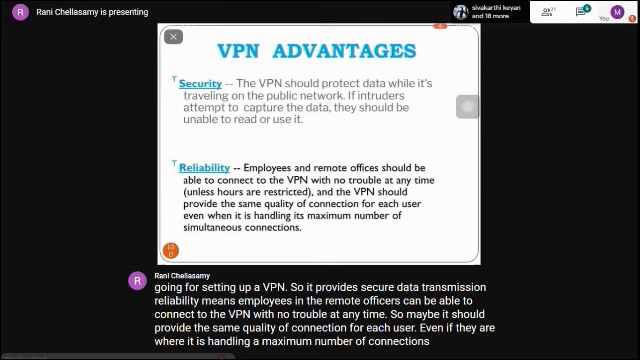 R Rani Chellasamy is presenting
sivakarthi keyan
and 18 more
71
6
M
You
VPN ADVANTAGES
Security -- The VPN should protect data while it's
traveling on the public network. If intruders
attempt to capture the data, they should be
unable to read or use it.
Reliability -- Employees and remote offices should be
able to connect to the VPN with no trouble at any time
(unless hours are restricted), and the VPN should
provide the same quality of connection for each user
even when it is handling its maximum number of
simultaneous connections.
10
0
Rani Chellasamy
R going for setting up a VPN. So it provides secure data transmission
reliability means employees in the remote officers can be able to
connect to the VPN with no trouble at any time. So maybe it should
provide the same quality of connection for each user. Even if they are
where it is handling a maximum number of connections